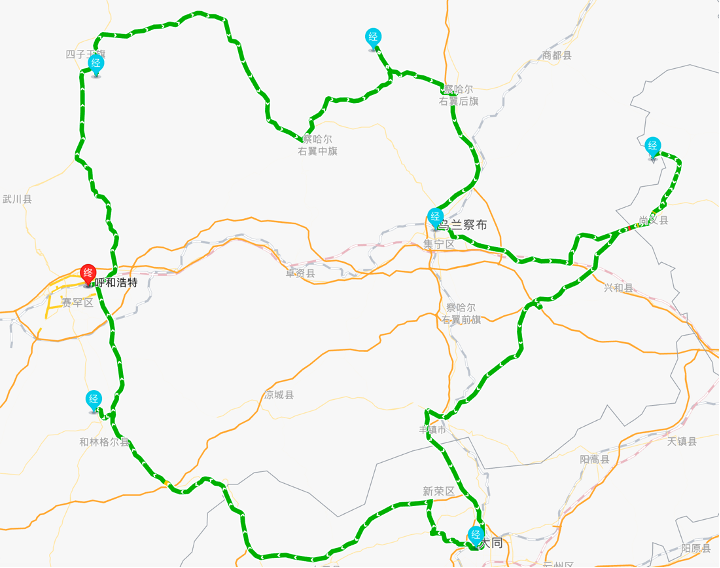 商都县
四子王旗
经
经
察哈尔
右翼后旗
察哈尔
右翼中旗
经
武川县
经
尚义县
乌兰察布
集宁区
终
呼和浩特
卓资县
赛罕区
兴和县
察哈尔
右翼前旗
凉城县
经
丰镇市
和林格尔县
天镇县
阳高县
新荣区
经
大同
阳原县
云州区